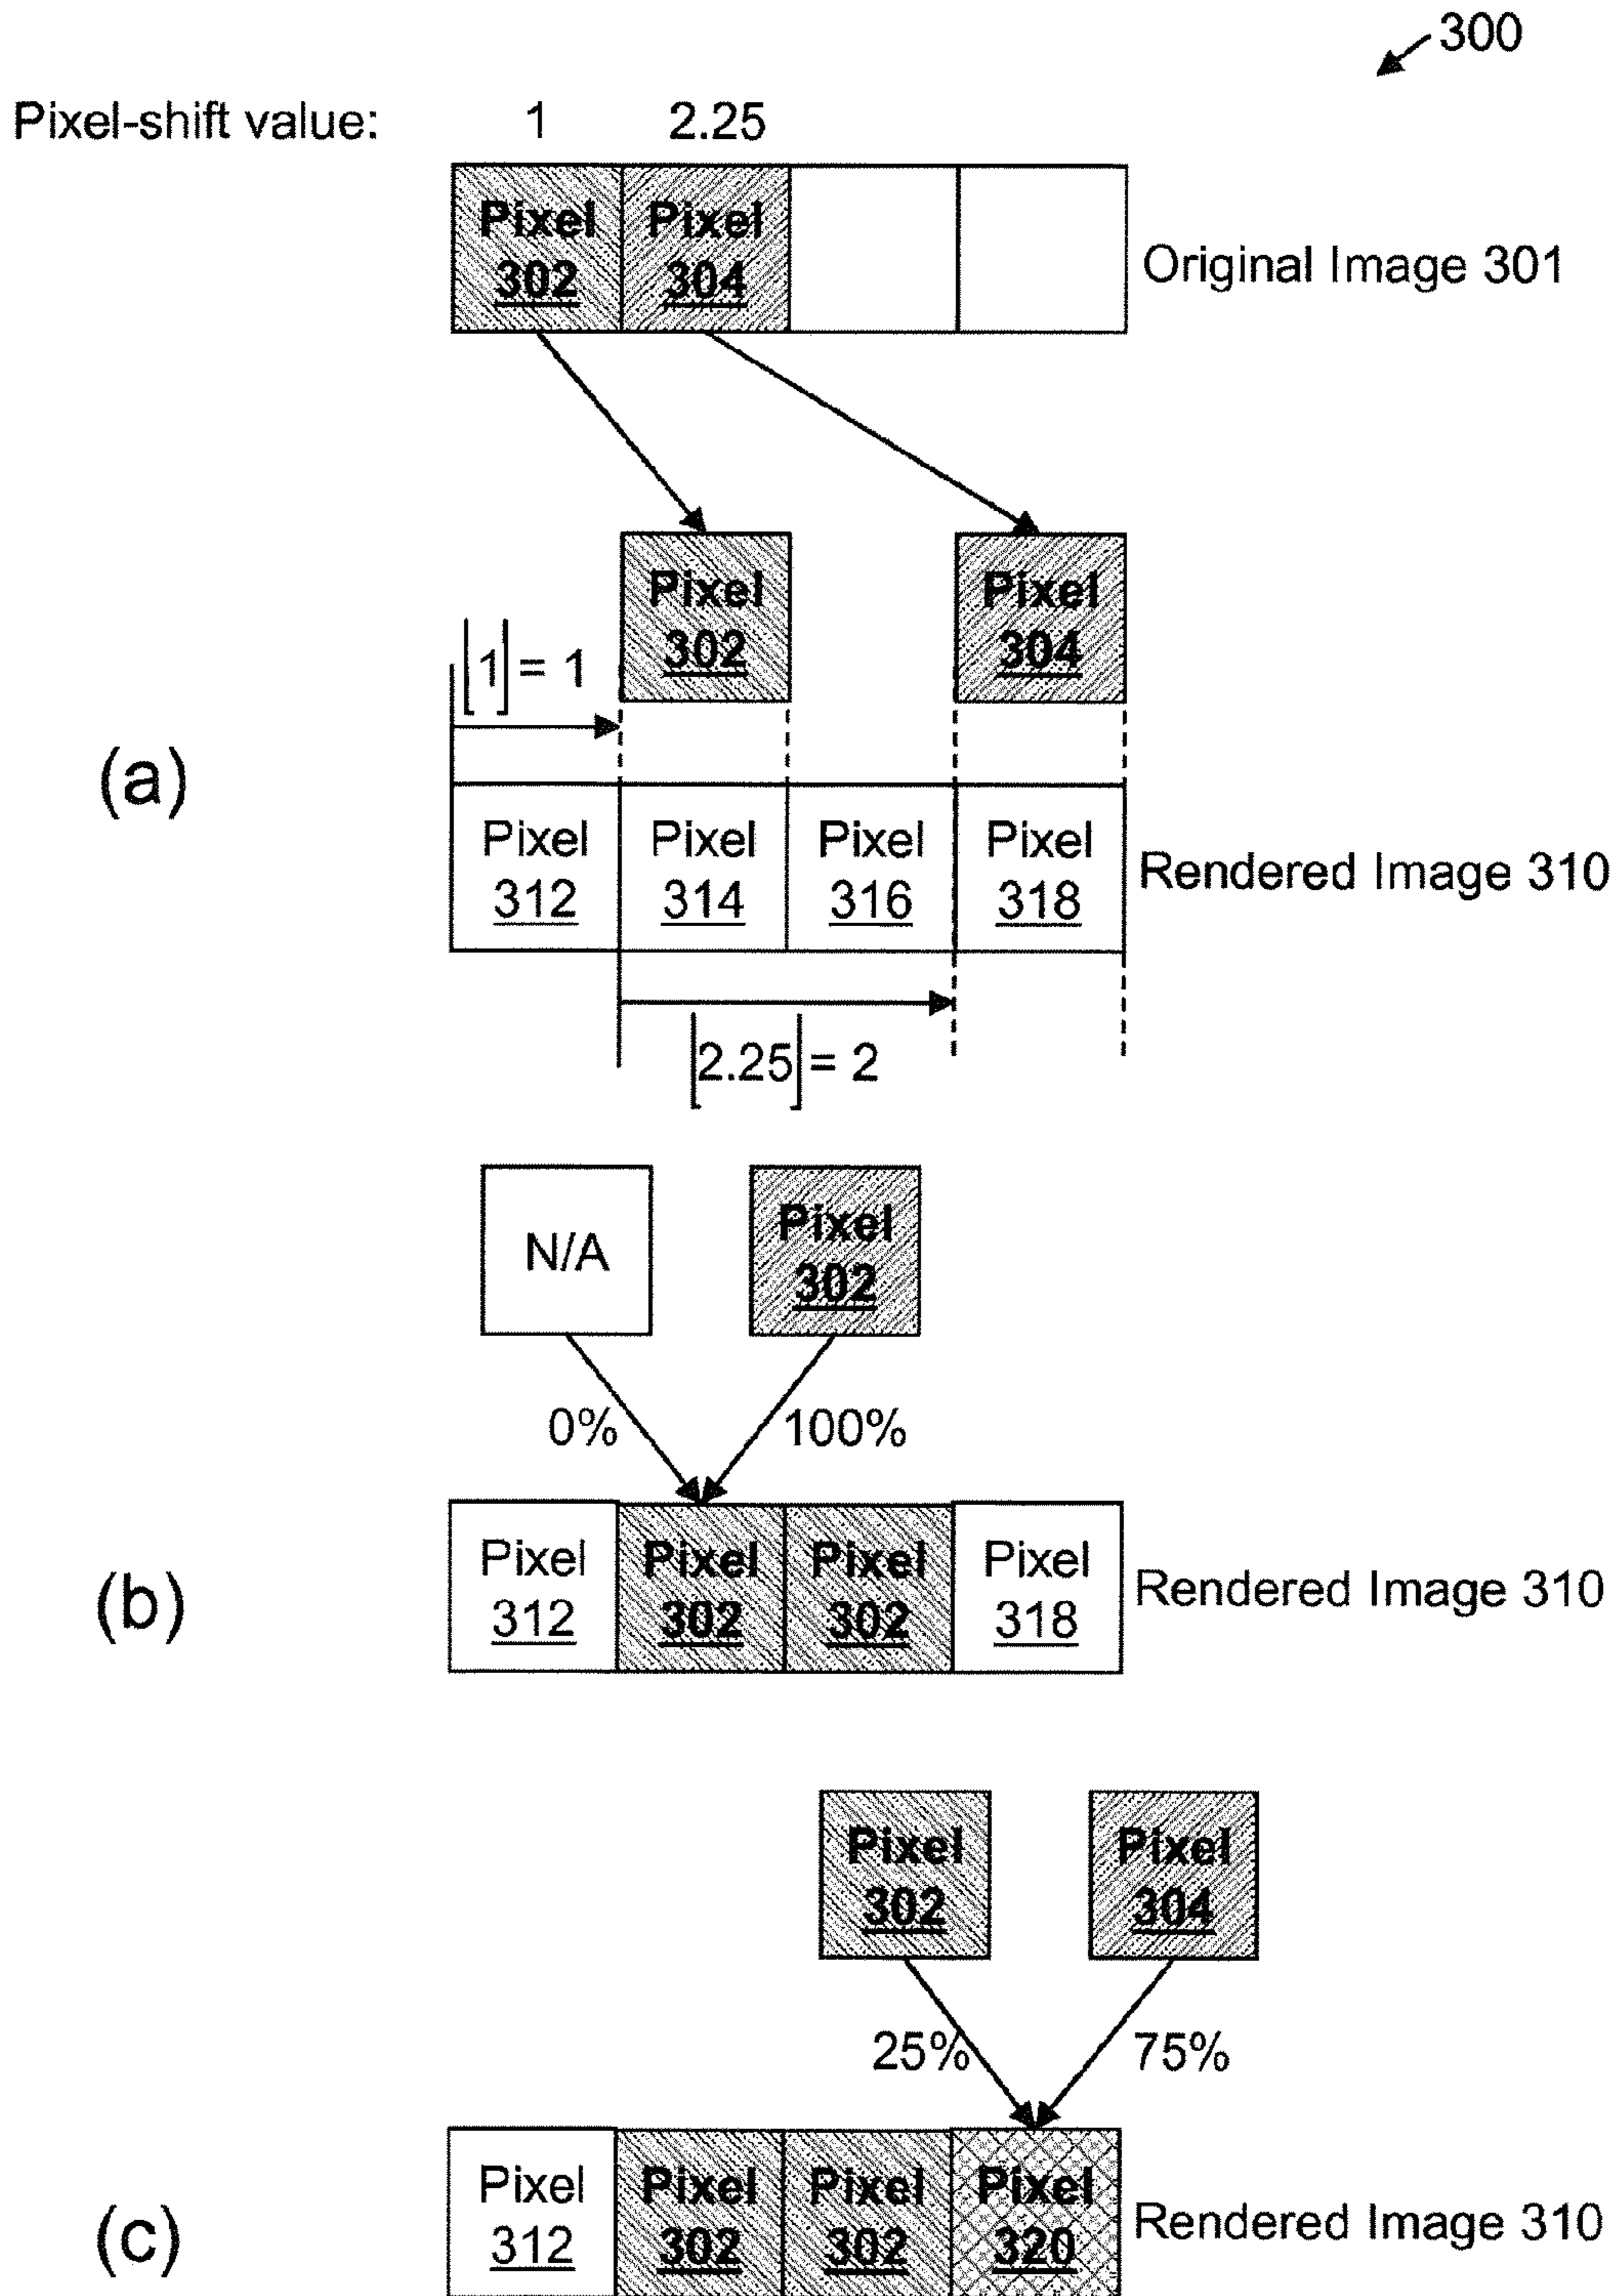 300
Pixel-shift value: 1 2.25
Pixel Pixel
302 304
Original Image 301
Pixel Pixel
302 304
⌊1⌋ = 1
(a)
Pixel Pixel Pixel Pixel
312 314 316 318
Rendered Image 310
⌊2.25⌋ = 2
N/A
Pixel
302
0% 100%
(b)
Pixel Pixel Pixel Pixel
312 302 302 318
Rendered Image 310
Pixel Pixel
302 304
25% 75%
(c)
Pixel Pixel Pixel Pixel
312 302 302 320
Rendered Image 310